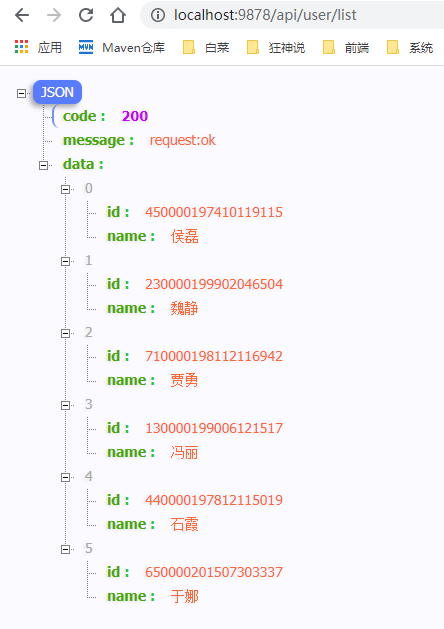 localhost:9878/api/user/list
应用 Maven仓库 白菜 狂神说 前端 系统
JSON
code : 200
message : request:ok
data :
0
id : 450000197410119115
name : 侯磊
1
id : 230000199902046504
name : 魏静
2
id : 710000198112116942
name : 贾勇
3
id : 130000199006121517
name : 冯丽
4
id : 440000197812115019
name : 石霞
5
id : 650000201507303337
name : 于娜